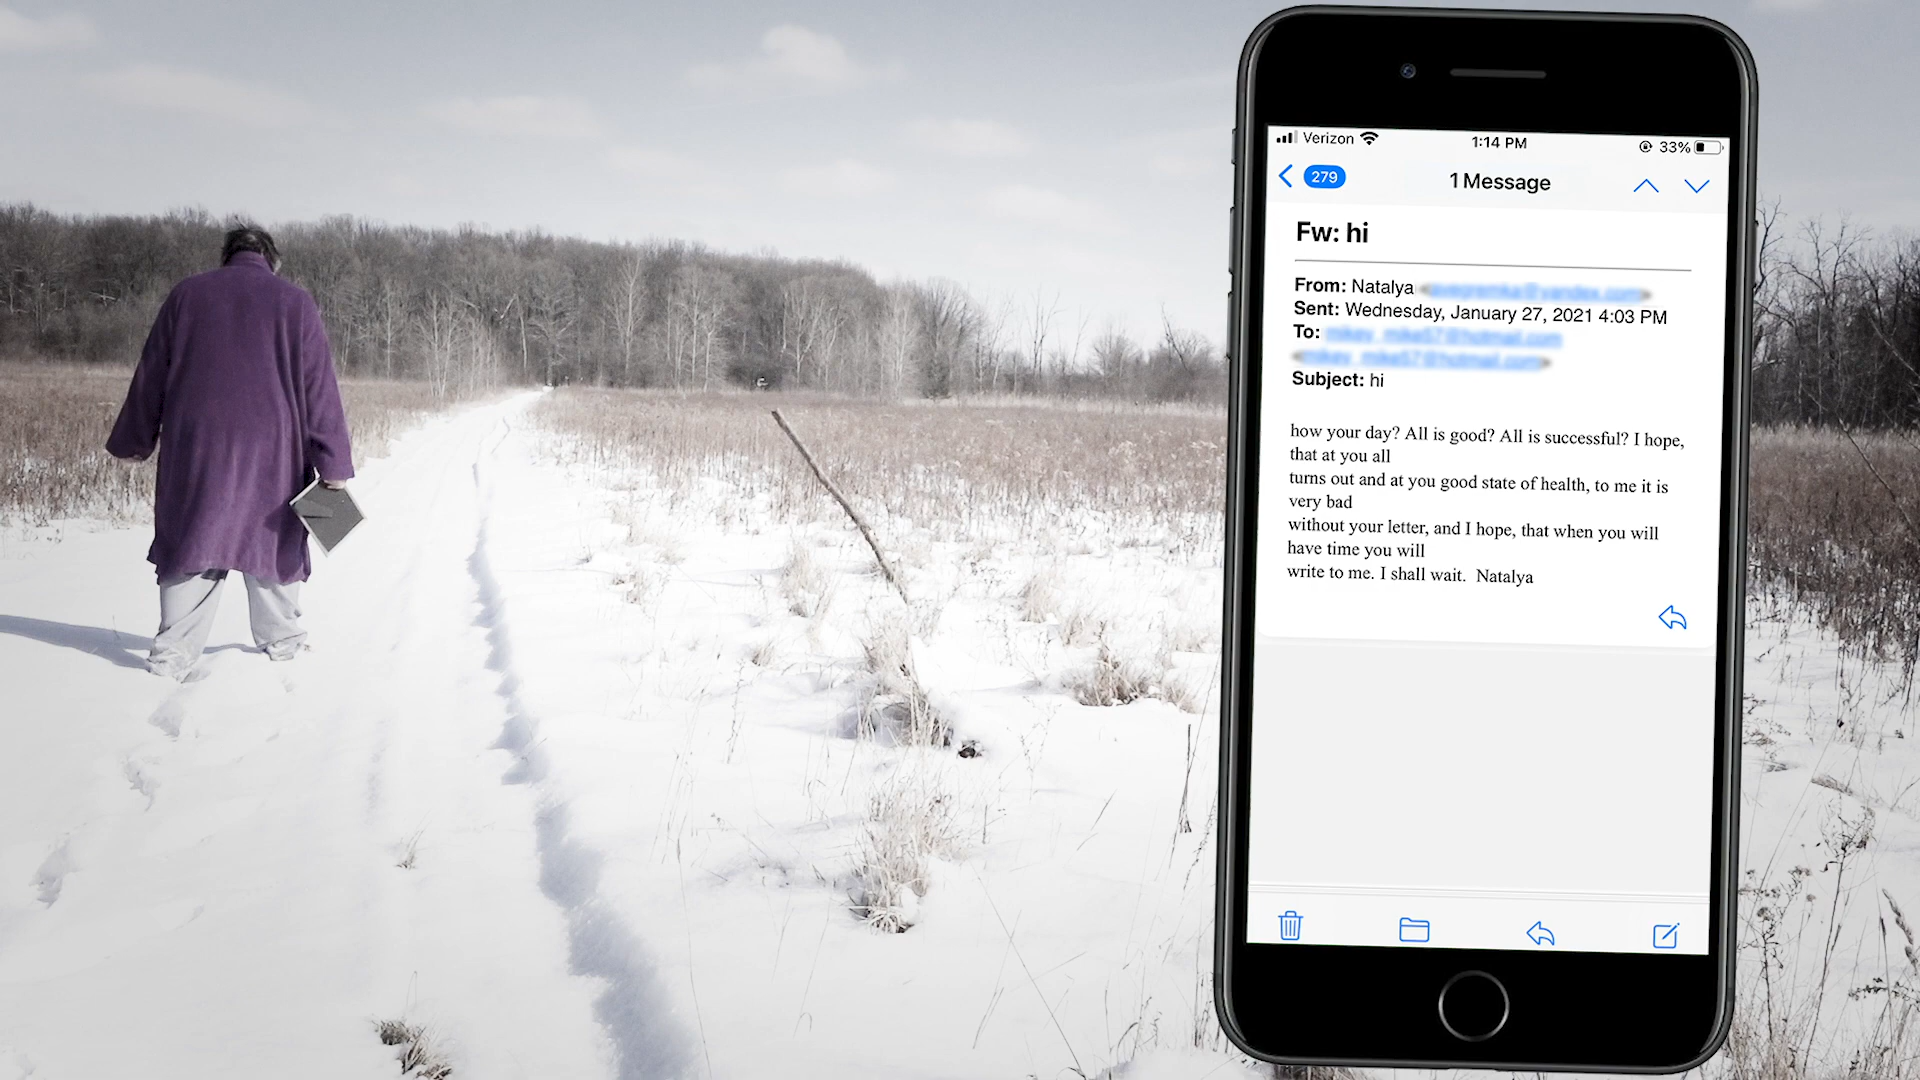 Verizon 1:14 PM 33%
279 1 Message
Fw: hi
From: Natalya
Sent: Wednesday, January 27, 2021 4:03 PM
To:
Subject: hi
how your day? All is good? All is successful? I hope,
that at you all
turns out and at you good state of health, to me it is
very bad
without your letter, and I hope, that when you will
have time you will
write to me. I shall wait.  Natalya